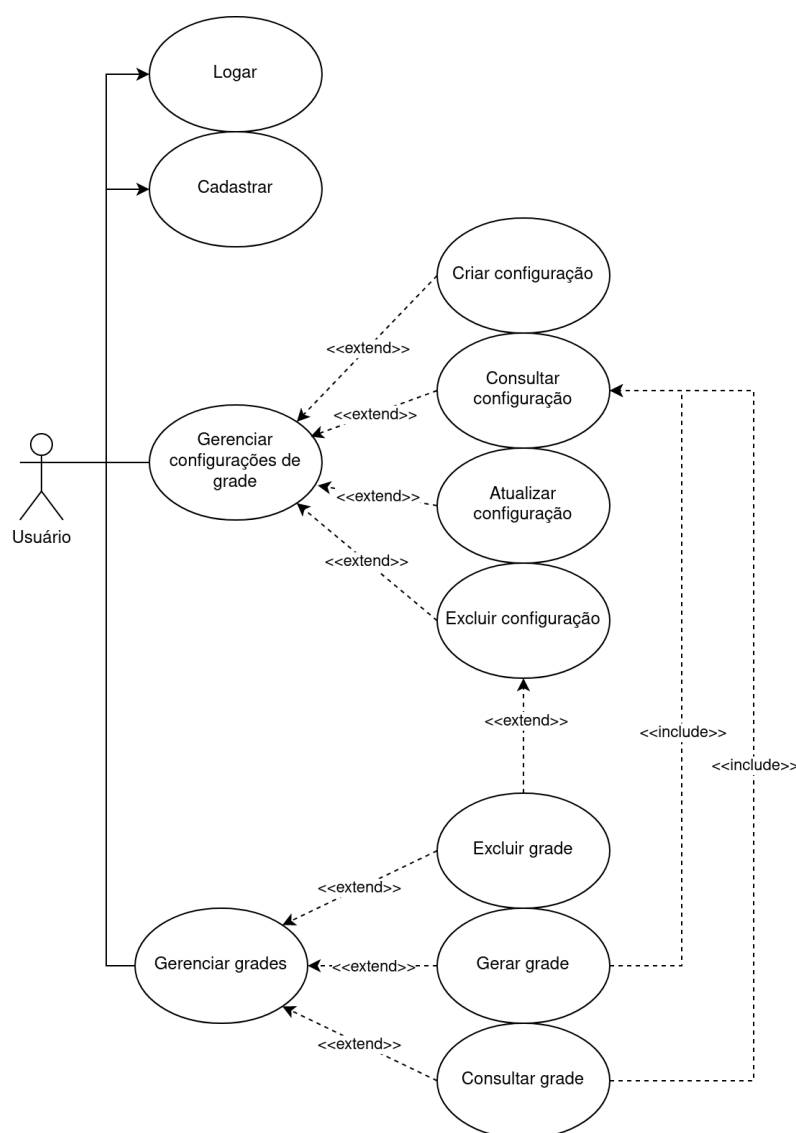 Logar
Cadastrar
Criar configuração
<<extend>>
Consultar
configuração
<<extend>>
Gerenciar
configurações de
grade
Atualizar
configuração
<<extend>>
Usuário
<<extend>>
Excluir configuração
<<extend>>
<<include>>
<<include>>
Excluir grade
<<extend>>
Gerenciar grades
<<extend>>
Gerar grade
<<extend>>
Consultar grade